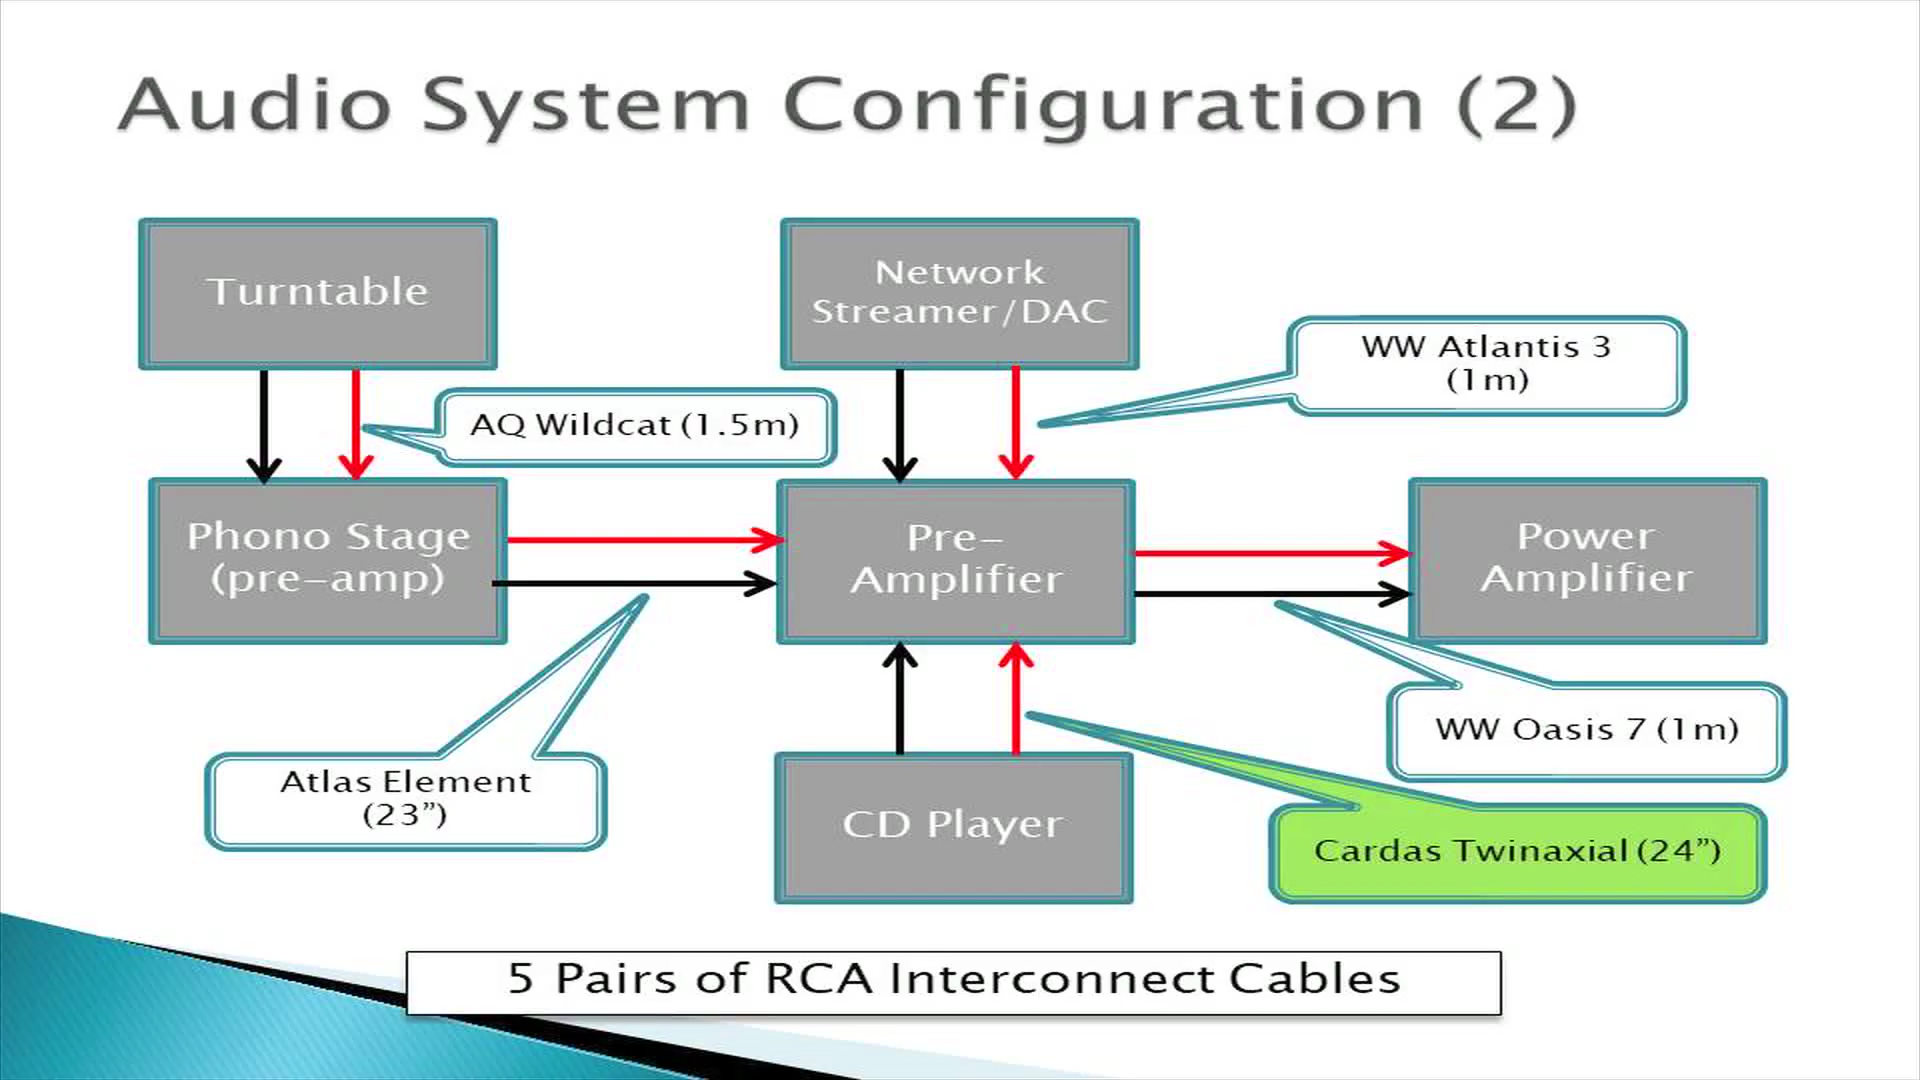 Audio System Configuration (2)
Turntable
Network
Streamer/DAC
WW Atlantis 3
(1m)
AQ Wildcat (1.5m)
Phono Stage
(pre-amp)
Pre-
Amplifier
Power
Amplifier
WW Oasis 7 (1m)
Atlas Element
(23”)
CD Player
Cardas Twinaxial (24”)
5 Pairs of RCA Interconnect Cables